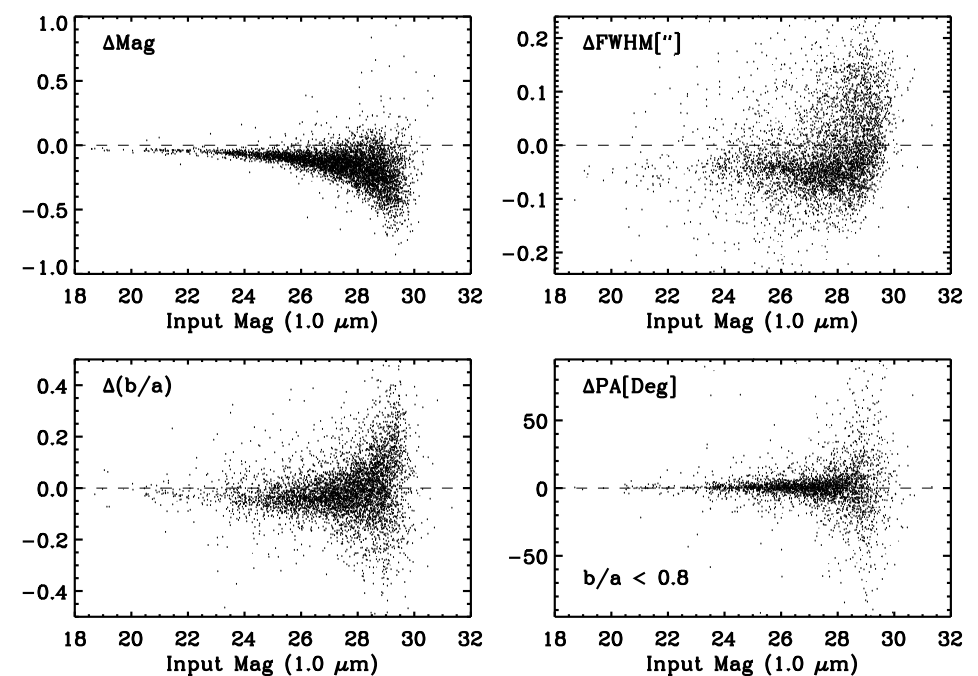 ΔMag
1.0
0.5
0.0
−0.5
−1.0
18 20 22 24 26 28 30 32
Input Mag (1.0 μm)
ΔFWHM["]
0.2
0.1
0.0
−0.1
−0.2
18 20 22 24 26 28 30 32
Input Mag (1.0 μm)
Δ(b/a)
0.4
0.2
0.0
−0.2
−0.4
18 20 22 24 26 28 30 32
Input Mag (1.0 μm)
ΔPA[Deg]
50
0
−50
b/a < 0.8
18 20 22 24 26 28 30 32
Input Mag (1.0 μm)